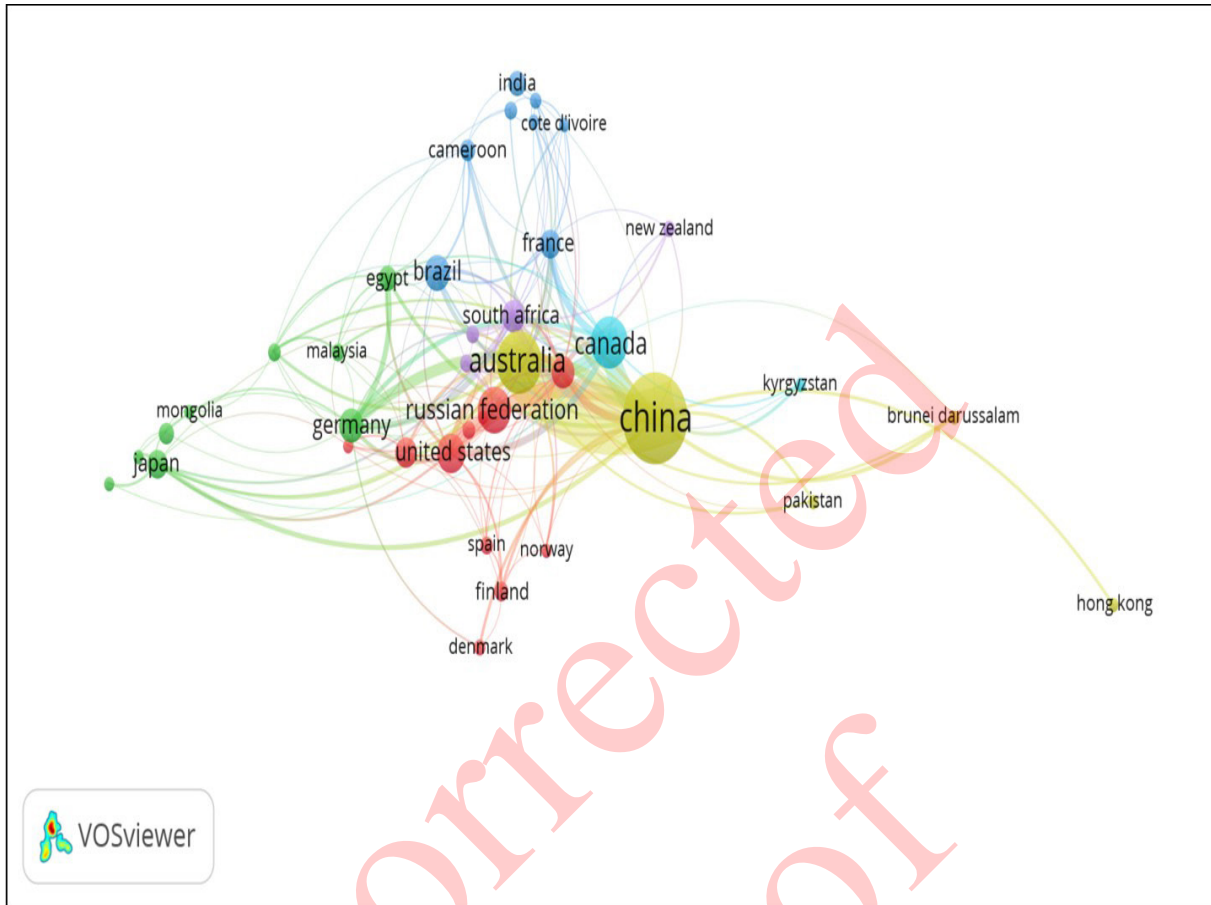 india
cote d'ivoire
cameroon
new zealand
france
egypt
brazil
south africa
malaysia
canada
australia
kyrgyzstan
mongolia
russian federation
china
brunei darussalam
germany
japan
united states
pakistan
spain
norway
finland
hong kong
denmark
VOSviewer
orrected
of